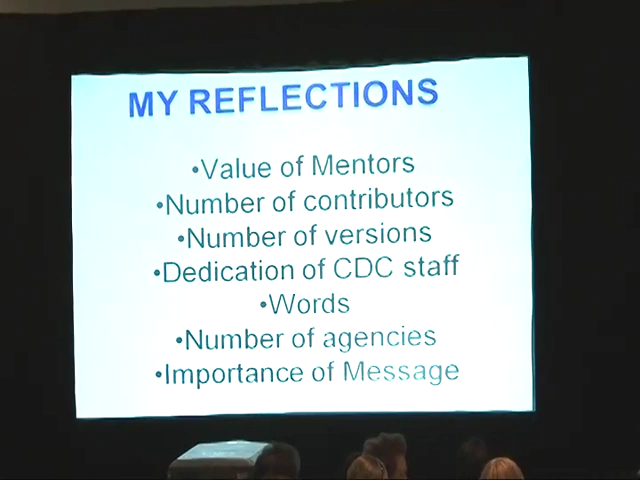 MY REFLECTIONS
•Value of Mentors
•Number of contributors
•Number of versions
•Dedication of CDC staff
•Words
•Number of agencies
•Importance of Message